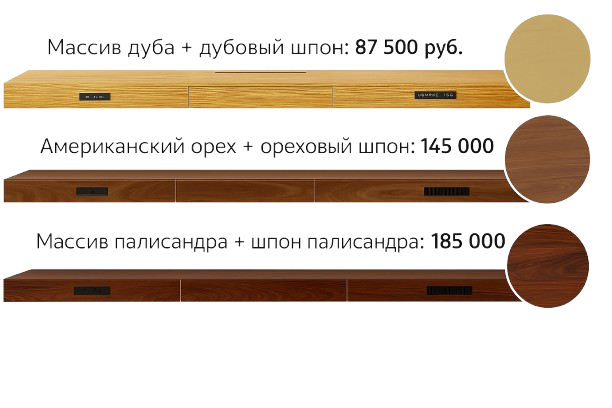 Массив дуба + дубовый шпон: 87 500 руб.
Американский орех + ореховый шпон: 145 000
Массив палисандра + шпон палисандра: 185 000